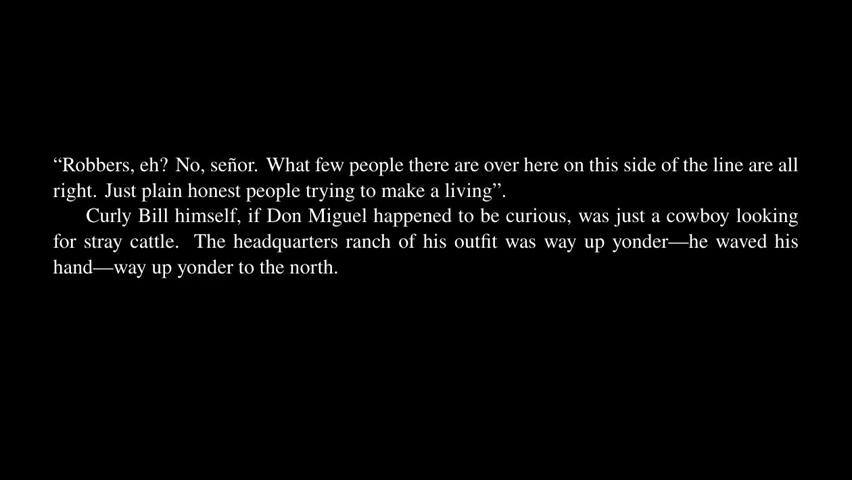 “Robbers, eh? No, señor. What few people there are over here on this side of the line are all
right. Just plain honest people trying to make a living”.
Curly Bill himself, if Don Miguel happened to be curious, was just a cowboy looking
for stray cattle. The headquarters ranch of his outfit was way up yonder—he waved his
hand—way up yonder to the north.